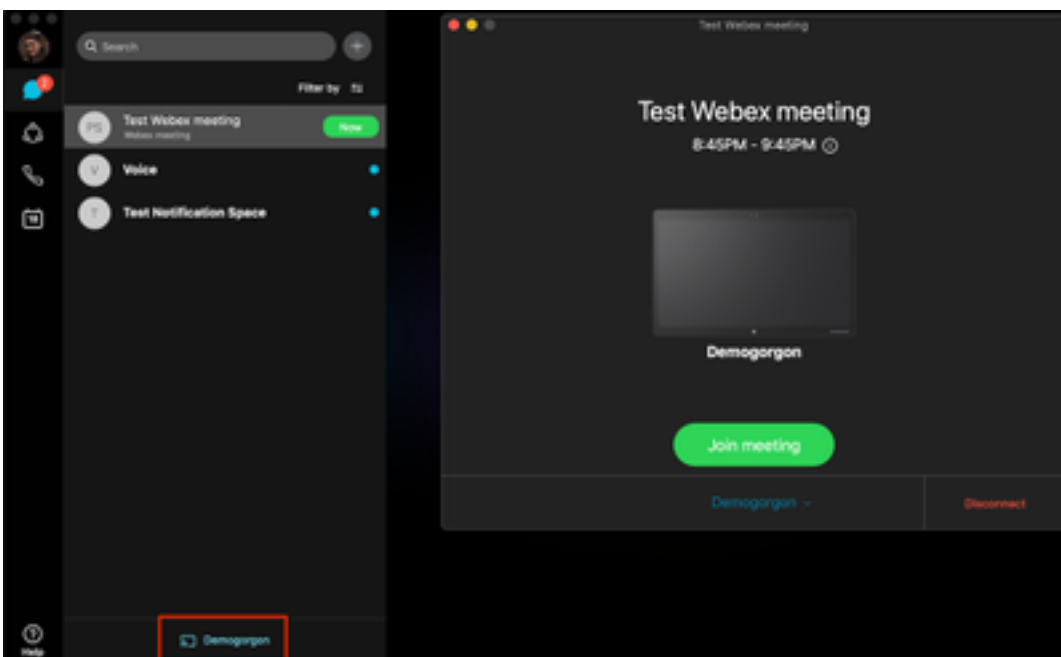 Search
Filter by
PS
Test Webex meeting
Webex meeting
Now
V
Voice
T
Test Notification Space
Help
Demogorgon
Test Webex meeting
Test Webex meeting
8:45PM - 9:45PM
Demogorgon
Join meeting
Demogorgon
Disconnect